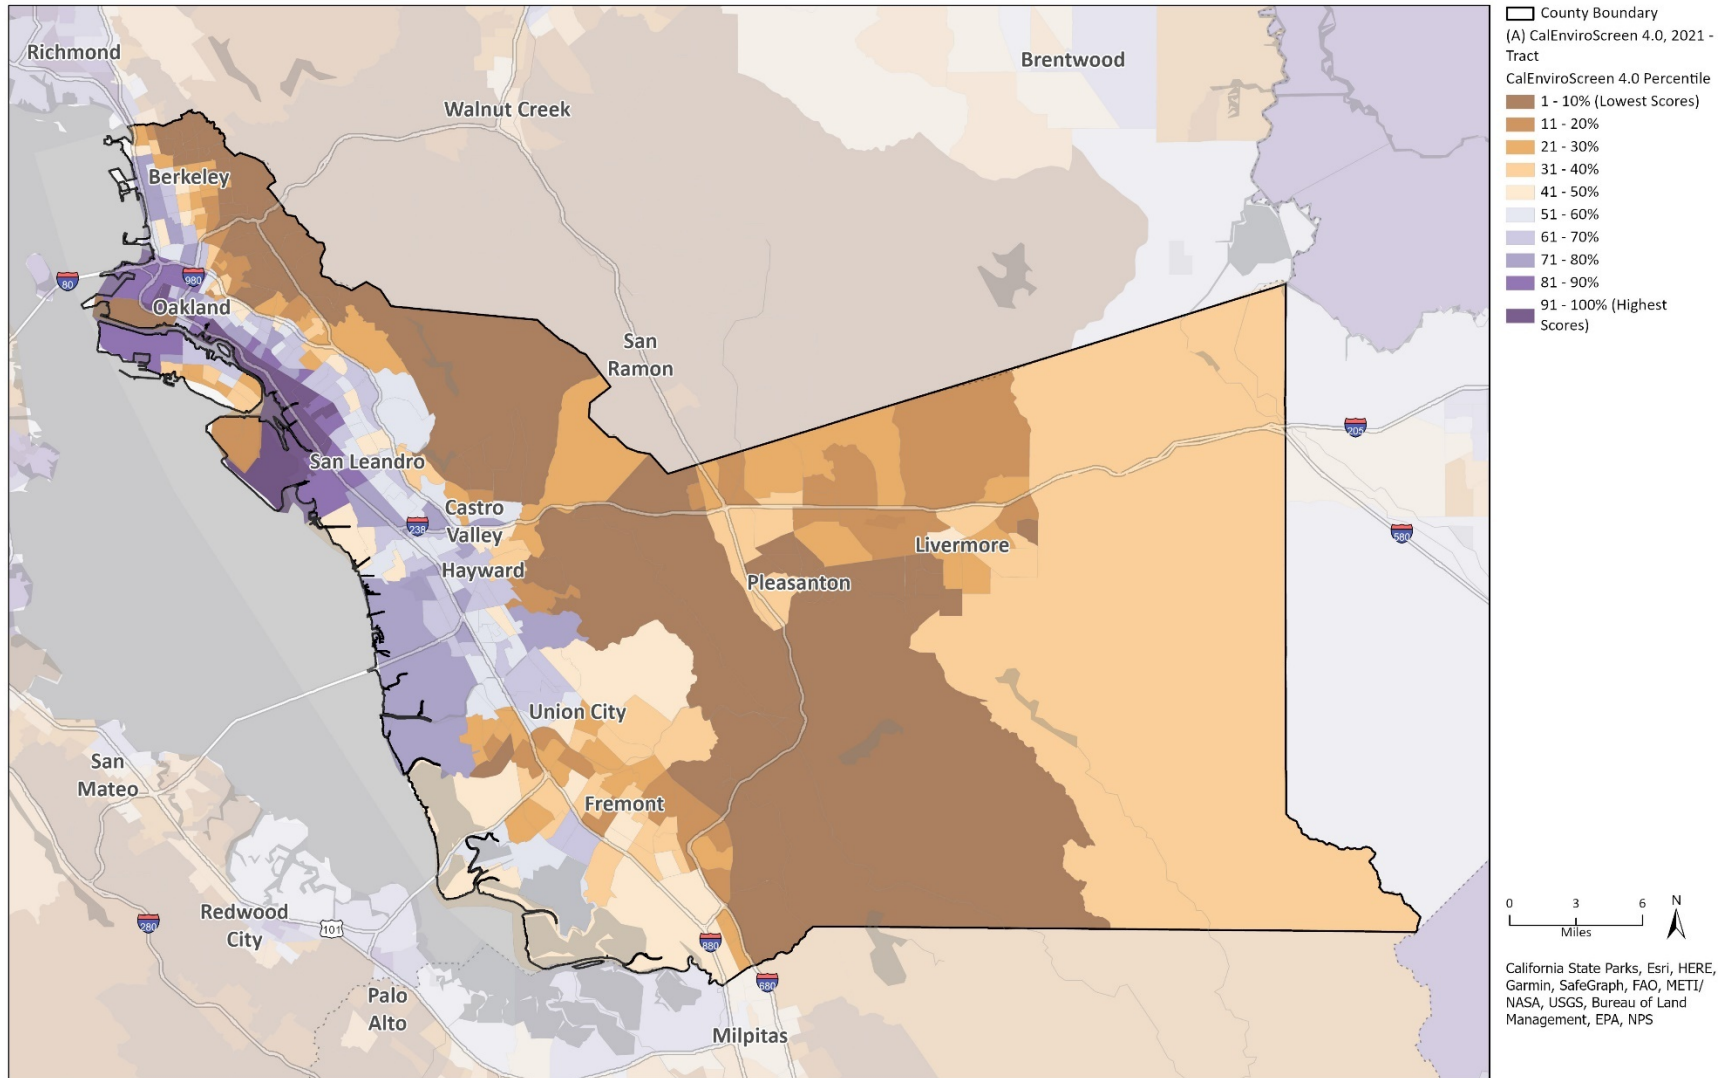 Richmond
Brentwood
Walnut Creek
Berkeley
80
980
Oakland
San
Ramon
205
San Leandro
Castro
Valley
238
580
Livermore
Hayward
Pleasanton
Union City
San
Mateo
Fremont
Redwood
City
280
101
880
680
Palo
Alto
Milpitas
County Boundary
(A) CalEnviroScreen 4.0, 2021 -
Tract
CalEnviroScreen 4.0 Percentile
1 - 10% (Lowest Scores)
11 - 20%
21 - 30%
31 - 40%
41 - 50%
51 - 60%
61 - 70%
71 - 80%
81 - 90%
91 - 100% (Highest
Scores)
0 3 6
Miles
N
California State Parks, Esri, HERE,
Garmin, SafeGraph, FAO, METI/
NASA, USGS, Bureau of Land
Management, EPA, NPS